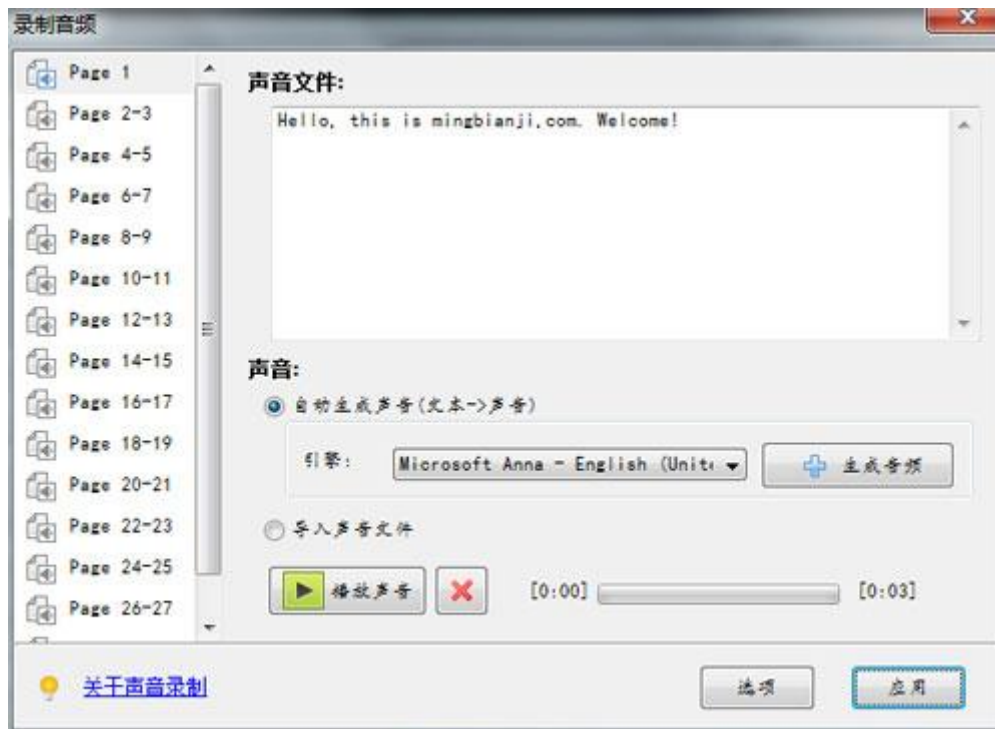 录制音频
Page 1
Page 2-3
Page 4-5
Page 6-7
Page 8-9
Page 10-11
Page 12-13
Page 14-15
Page 16-17
Page 18-19
Page 20-21
Page 22-23
Page 24-25
Page 26-27
声音文件:
Hello, this is mingbianji,com. Welcome!
声音:
自动生成声音(文本->声音)
引擎:
Microsoft Anna - English (Unit
生成音频
导入声音文件
播放声音
[0:00]
[0:03]
关于声音录制
选项
应用